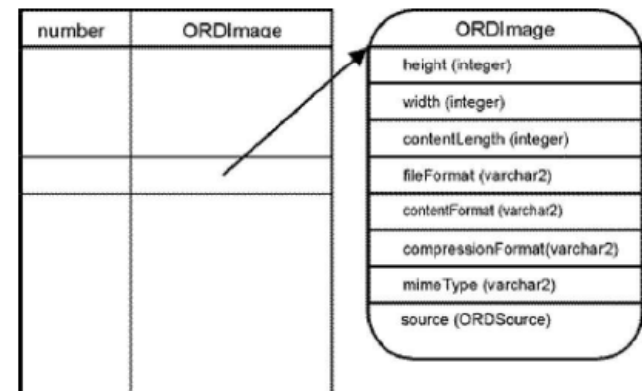 number ORDImage
ORDImage
height (integer)
width (integer)
contentLength (integer)
fileFormat (varchar2)
contentFormat (varchar2)
compressionFormat(varchar2)
mimeType (varchar2)
source (ORDSource)